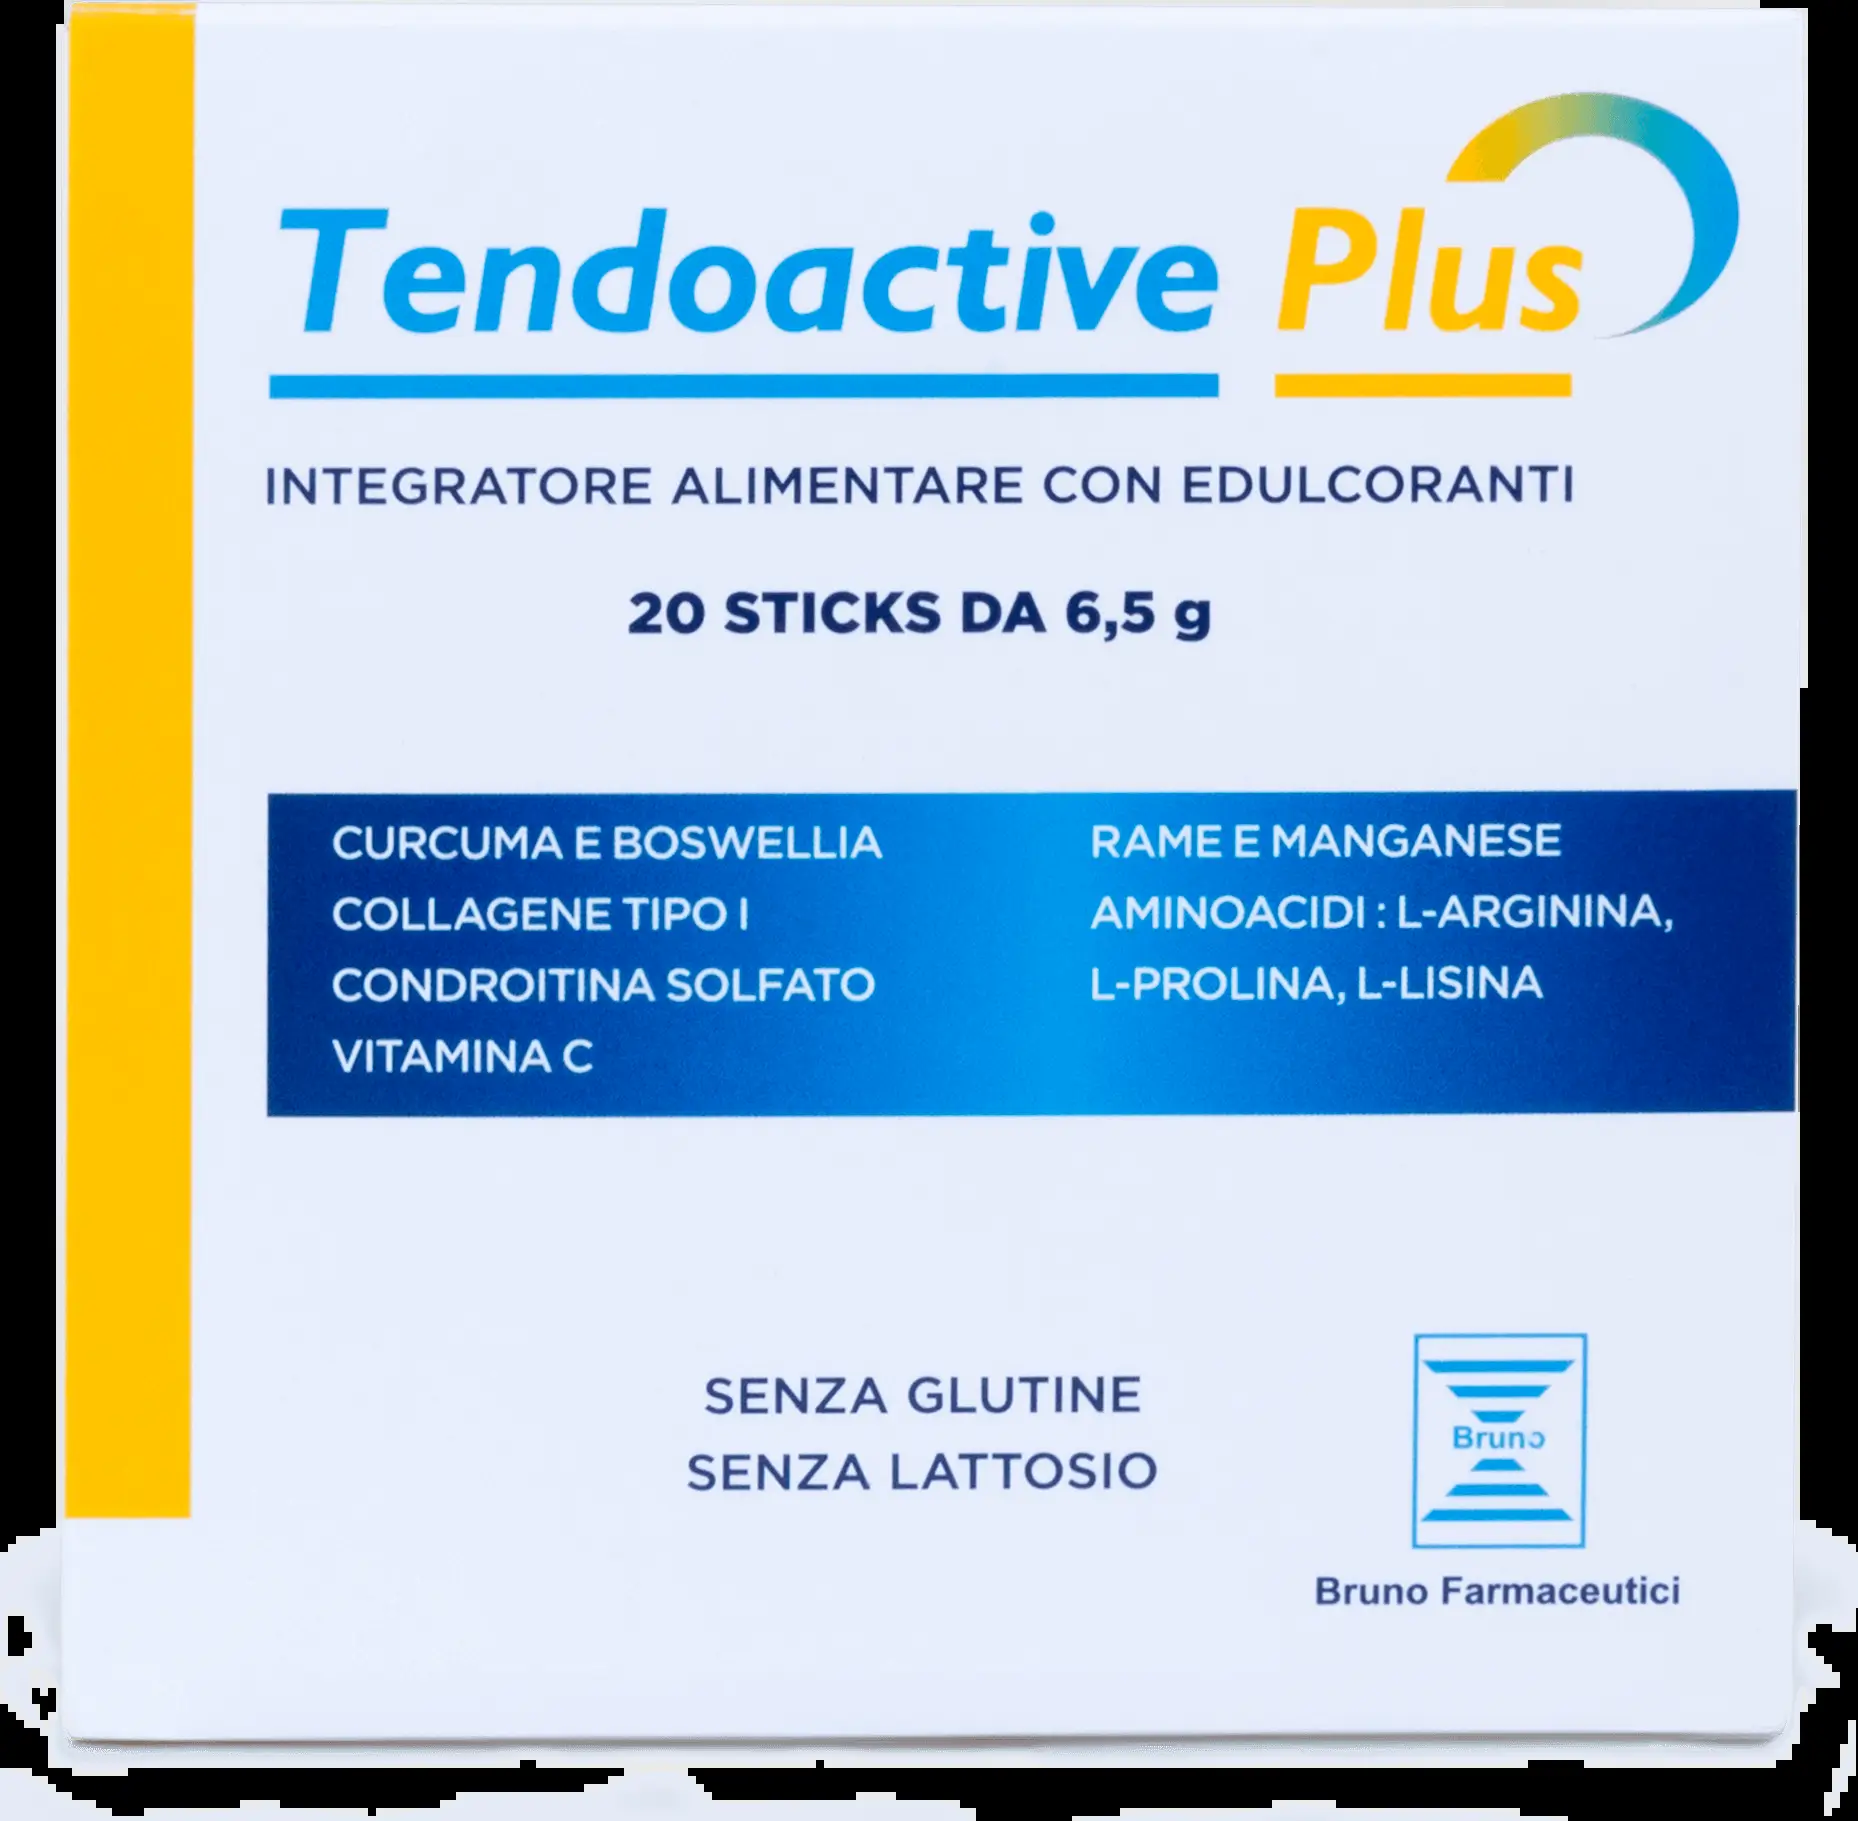 Tendoactive Plus
INTEGRATORE ALIMENTARE CON EDULCORANTI
20 STICKS DA 6,5 g
CURCUMA E BOSWELLIA
COLLAGENE TIPO I
CONDROITINA SOLFATO
VITAMINA C
RAME E MANGANESE
AMINOACIDI : L-ARGININA,
L-PROLINA, L-LISINA
SENZA GLUTINE
SENZA LATTOSIO
Bruno
Bruno Farmaceutici